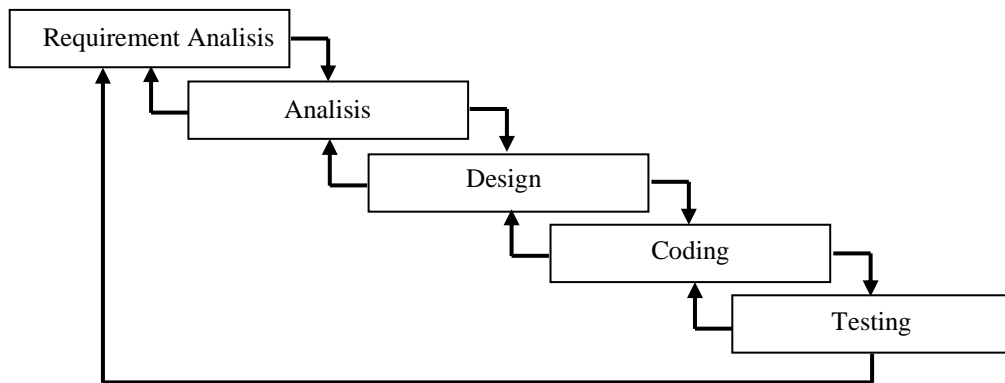 Requirement Analisis
Analisis
Design
Coding
Testing